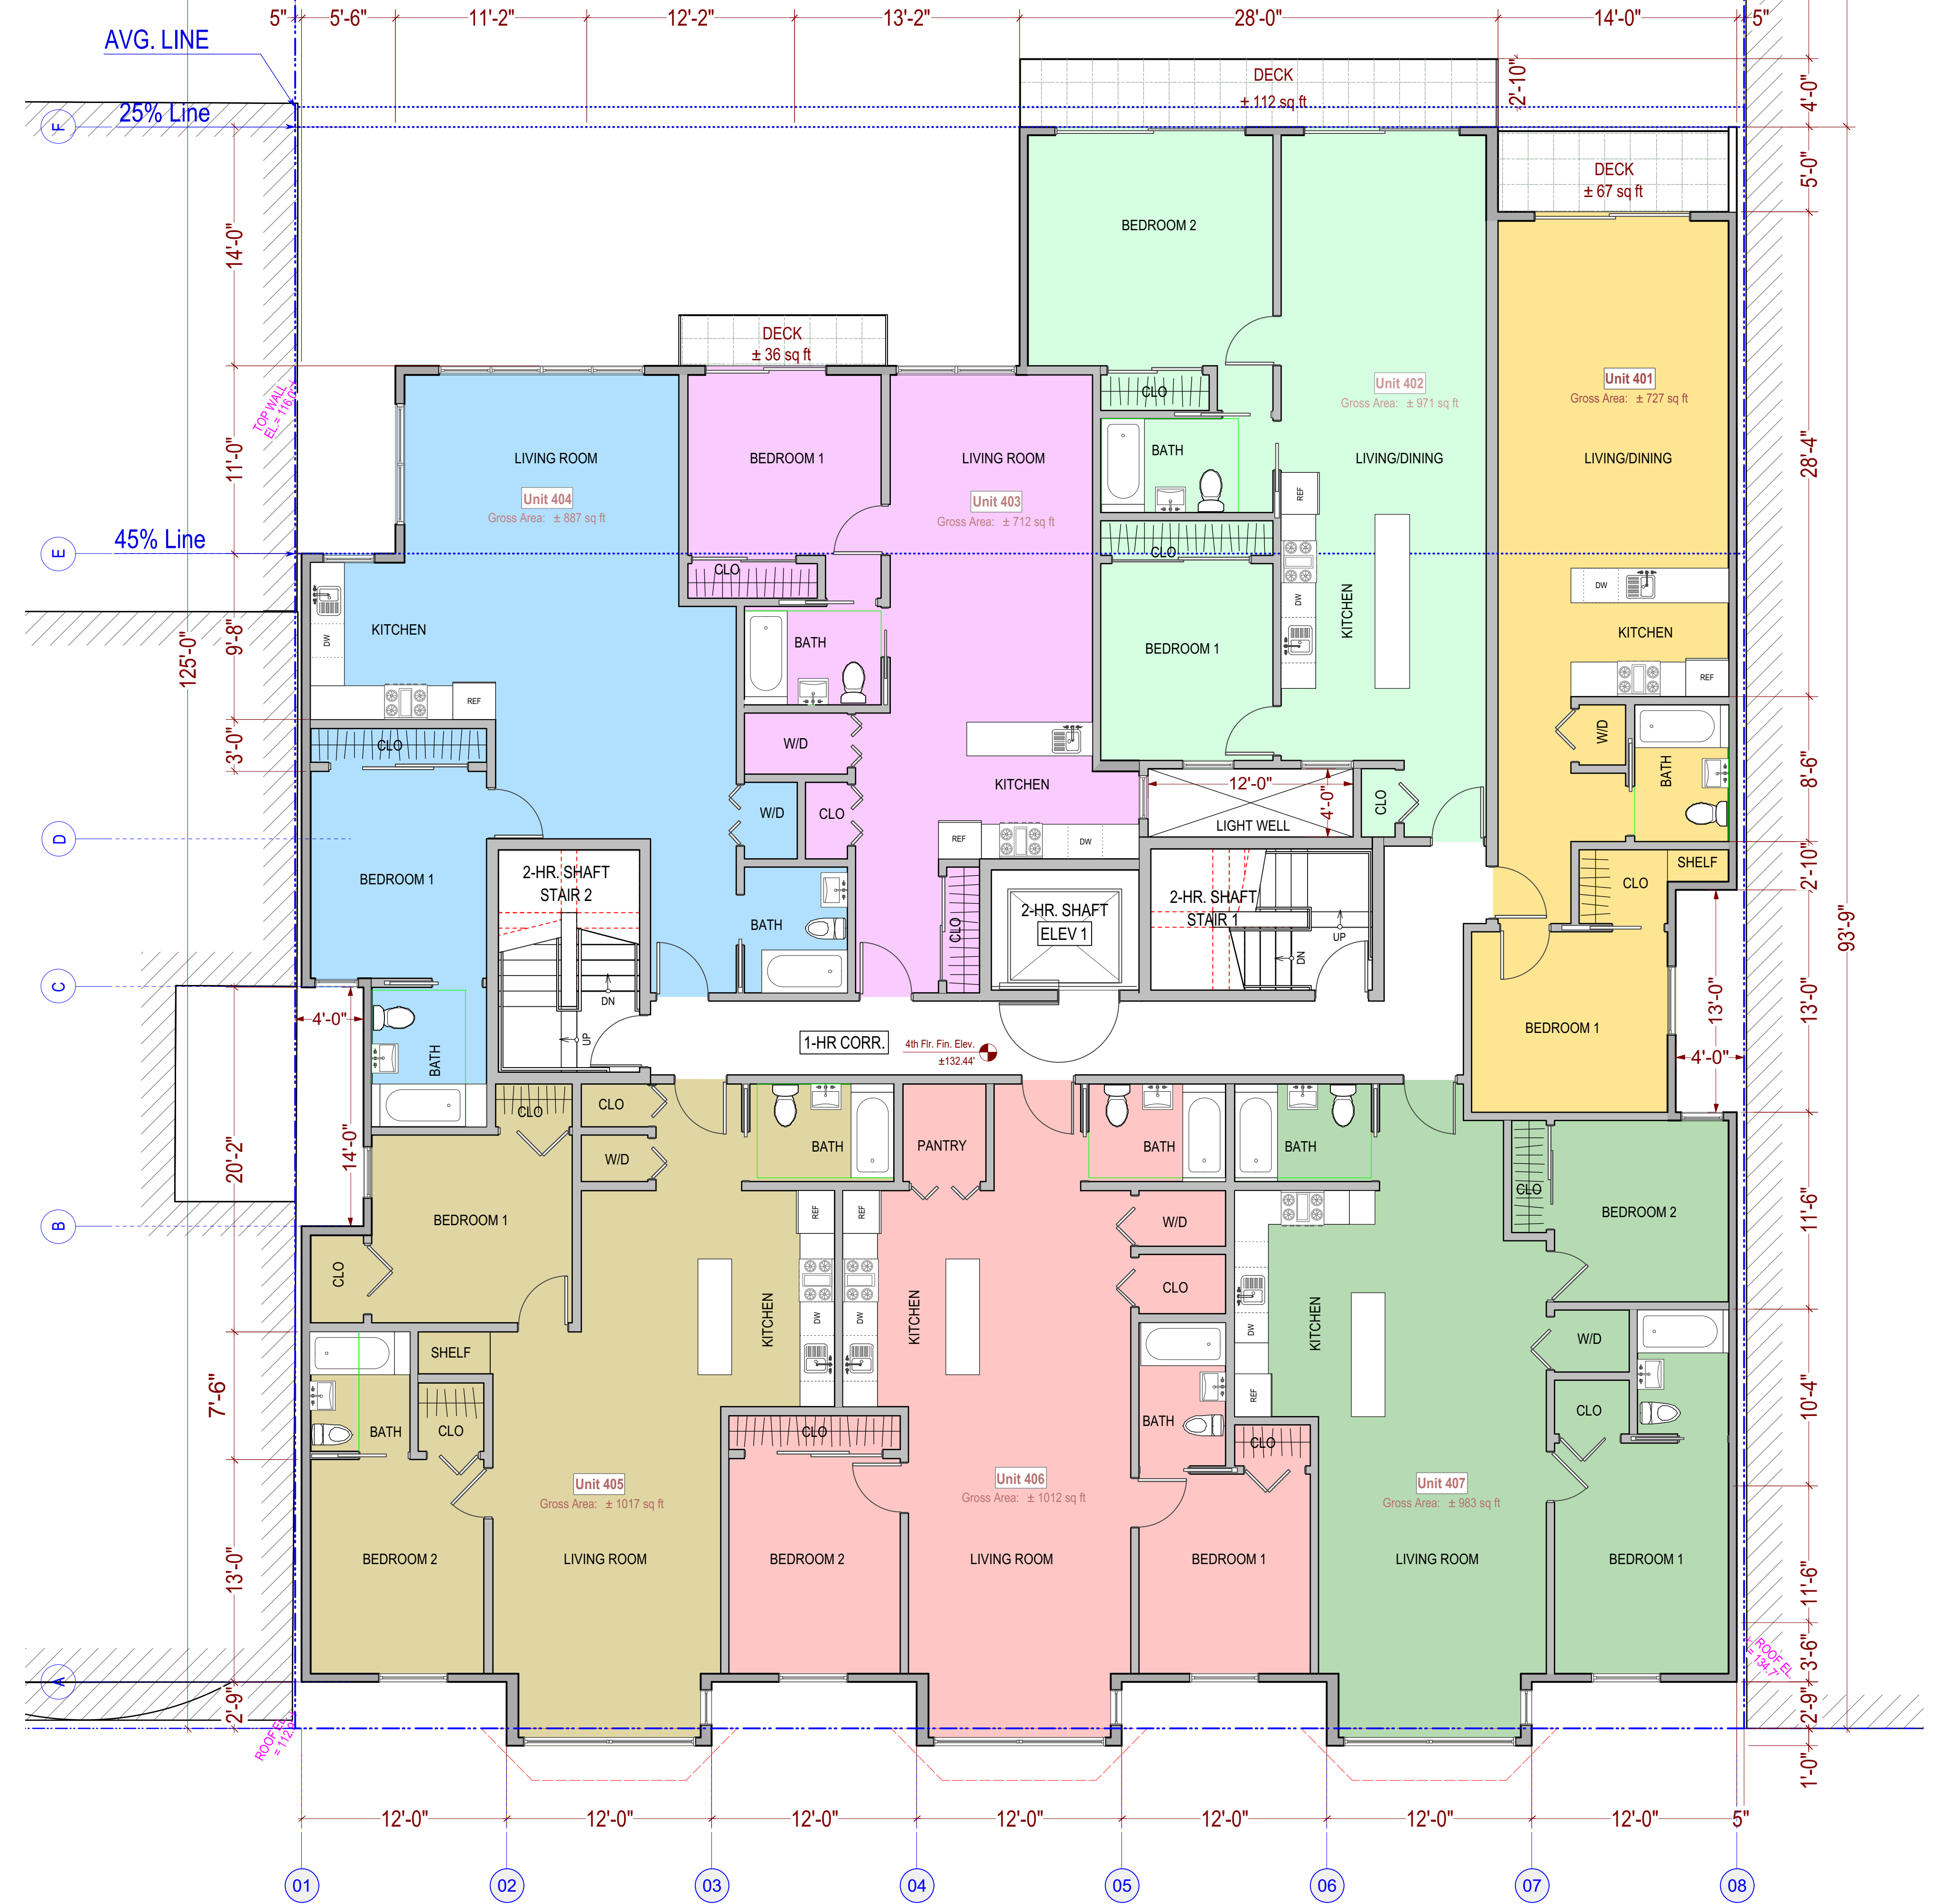 5"
5'-6"
11'-2"
12'-2"
13'-2"
28'-0"
14'-0"
5"
AVG. LINE
25% Line
F
DECK
± 112 sq ft
2'-10"
4'-0"
DECK
± 67 sq ft
5'-0"
14'-0"
BEDROOM 2
DECK
± 36 sq ft
TOP WALL
CLO
Unit 402
Gross Area: ± 971 sq ft
Unit 401
Gross Area: ± 727 sq ft
11'-0"
LIVING ROOM
Unit 404
Gross Area: ± 887 sq ft
BEDROOM 1
LIVING ROOM
Unit 403
Gross Area: ± 712 sq ft
BATH
REF
LIVING/DINING
LIVING/DINING
28'-4"
45% Line
E
CLO
CLO
DW
KITCHEN
DW
KITCHEN
DW
9'-8"
125'-0"
KITCHEN
DW
REF
BATH
BEDROOM 1
KITCHEN
REF
3'-0"
CLO
W/D
W/D
BATH
8'-6"
W/D
CLO
KITCHEN
12'-0"
4'-0"
LIGHT WELL
CLO
D
REF
DW
BEDROOM 1
2-HR. SHAFT
STAIR 2
DN
UP
BATH
CLO
2-HR. SHAFT
ELEV 1
2-HR. SHAFT
STAIR 1
UP
DN
CLO
SHELF
2'-10"
93'-9"
C
4'-0"
BATH
1-HR CORR.
4th Flr. Fin. Elev.
±132.44'
BEDROOM 1
13'-0"
4'-0"
13'-0"
20'-2"
14'-0"
CLO
CLO
W/D
BATH
PANTRY
BATH
BATH
CLO
BEDROOM 2
11'-6"
B
BEDROOM 1
CLO
REF
REF
W/D
CLO
KITCHEN
DW
DW
KITCHEN
DW
REF
KITCHEN
W/D
7'-6"
SHELF
BATH
CLO
CLO
BATH
CLO
CLO
10'-4"
Unit 405
Gross Area: ± 1017 sq ft
Unit 406
Gross Area: ± 1012 sq ft
Unit 407
Gross Area: ± 983 sq ft
13'-0"
BEDROOM 2
LIVING ROOM
BEDROOM 2
LIVING ROOM
BEDROOM 1
LIVING ROOM
BEDROOM 1
11'-6"
A
3'-6"
ROOF EL.
= 134.7'
2'-9"
2'-9"
1'-0"
12'-0"
12'-0"
12'-0"
12'-0"
12'-0"
12'-0"
12'-0"
5"
01
02
03
04
05
06
07
08